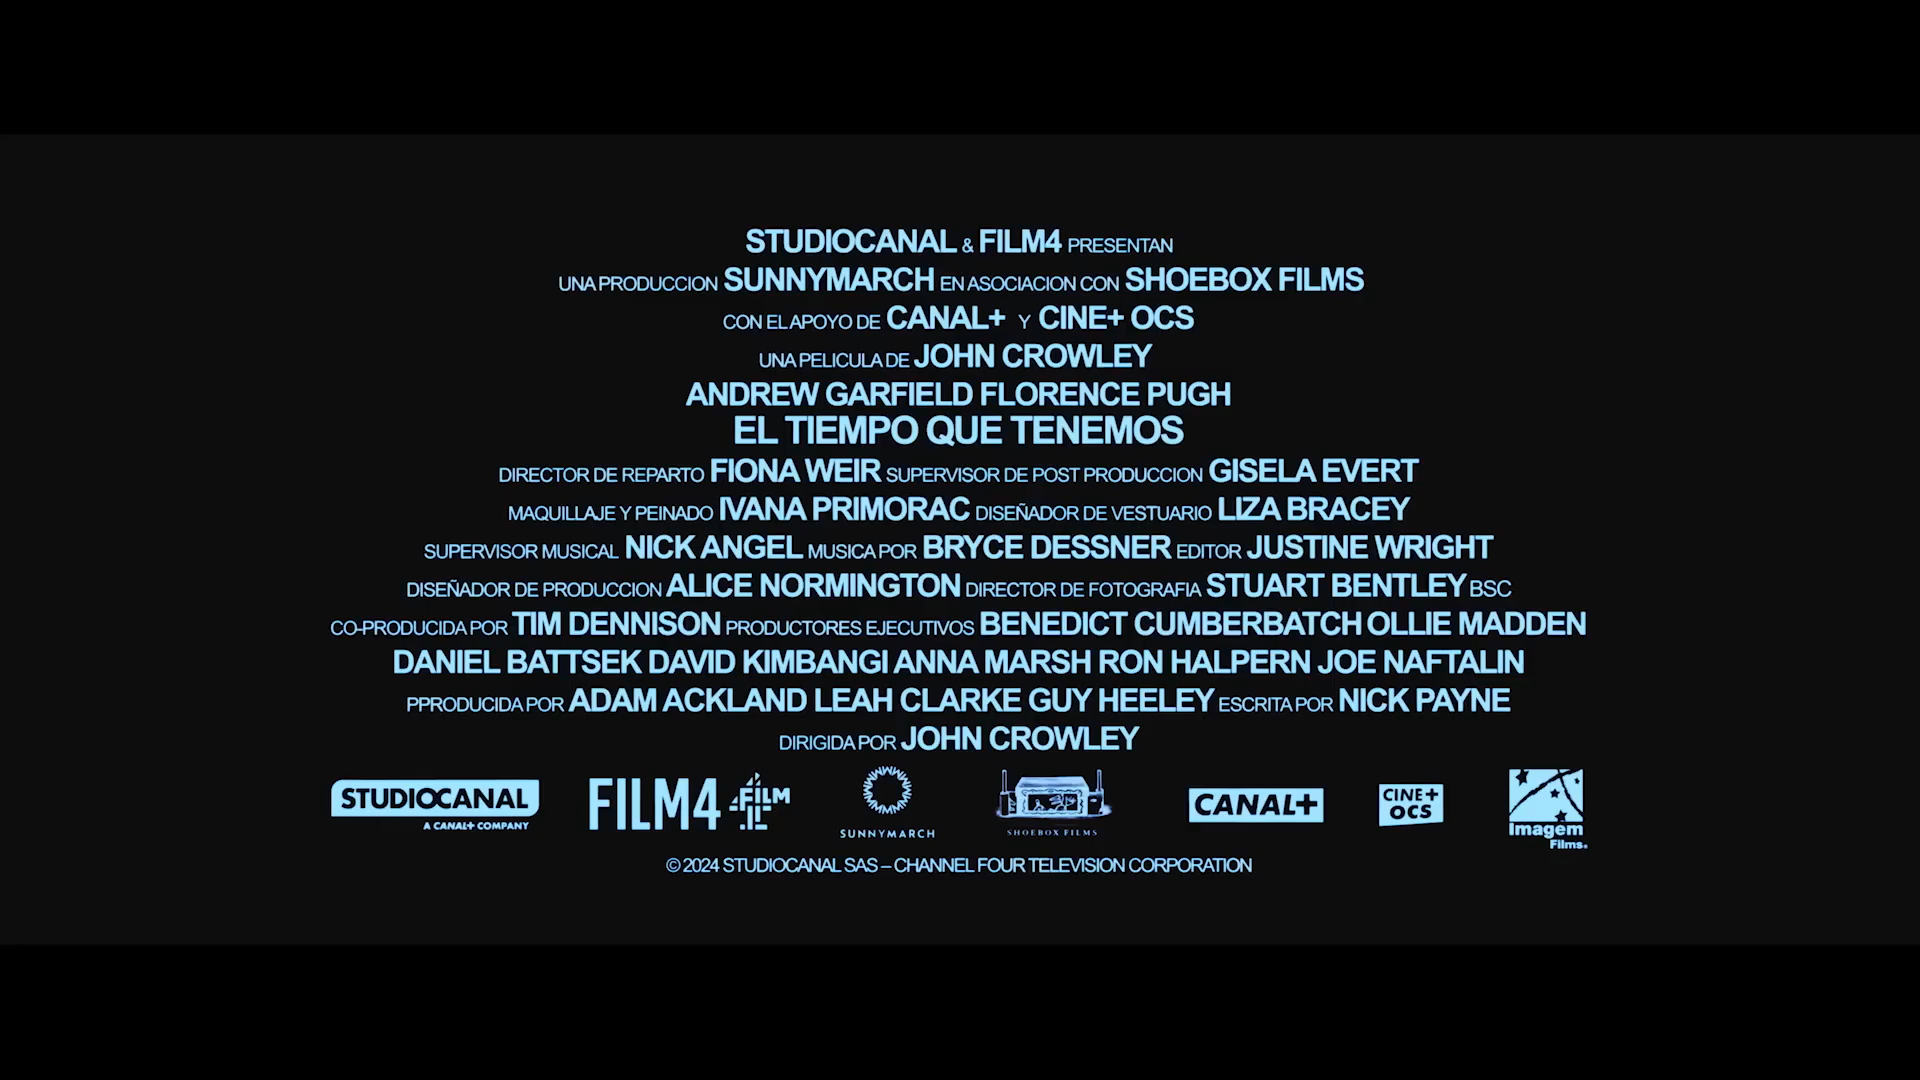 STUDIOCANAL & FILM4 PRESENTAN
UNA PRODUCCION SUNNYMARCH EN ASOCIACION CON SHOEBOX FILMS
CON EL APOYO DE CANAL+ Y CINE+ OCS
UNA PELICULA DE JOHN CROWLEY
ANDREW GARFIELD FLORENCE PUGH
EL TIEMPO QUE TENEMOS
DIRECTOR DE REPARTO FIONA WEIR SUPERVISOR DE POST PRODUCCION GISELA EVERT
MAQUILLAJE Y PEINADO IVANA PRIMORAC DISEÑADOR DE VESTUARIO LIZA BRACEY
SUPERVISOR MUSICAL NICK ANGEL MUSICA POR BRYCE DESSNER EDITOR JUSTINE WRIGHT
DISEÑADOR DE PRODUCCION ALICE NORMINGTON DIRECTOR DE FOTOGRAFIA STUART BENTLEY BSC
CO-PRODUCIDA POR TIM DENNISON PRODUCTORES EJECUTIVOS BENEDICT CUMBERBATCH OLLIE MADDEN
DANIEL BATTSEK DAVID KIMBANGI ANNA MARSH RON HALPERN JOE NAFTALIN
PPRODUCIDA POR ADAM ACKLAND LEAH CLARKE GUY HEELEY ESCRITA POR NICK PAYNE
DIRIGIDA POR JOHN CROWLEY
STUDIOCANAL
A CANAL+ COMPANY
FILM4
FILM
SUNNYMARCH
SHOEBOX FILMS
CANAL+
CINE+
OCS
imagem
Films.
© 2024 STUDIOCANAL SAS – CHANNEL FOUR TELEVISION CORPORATION